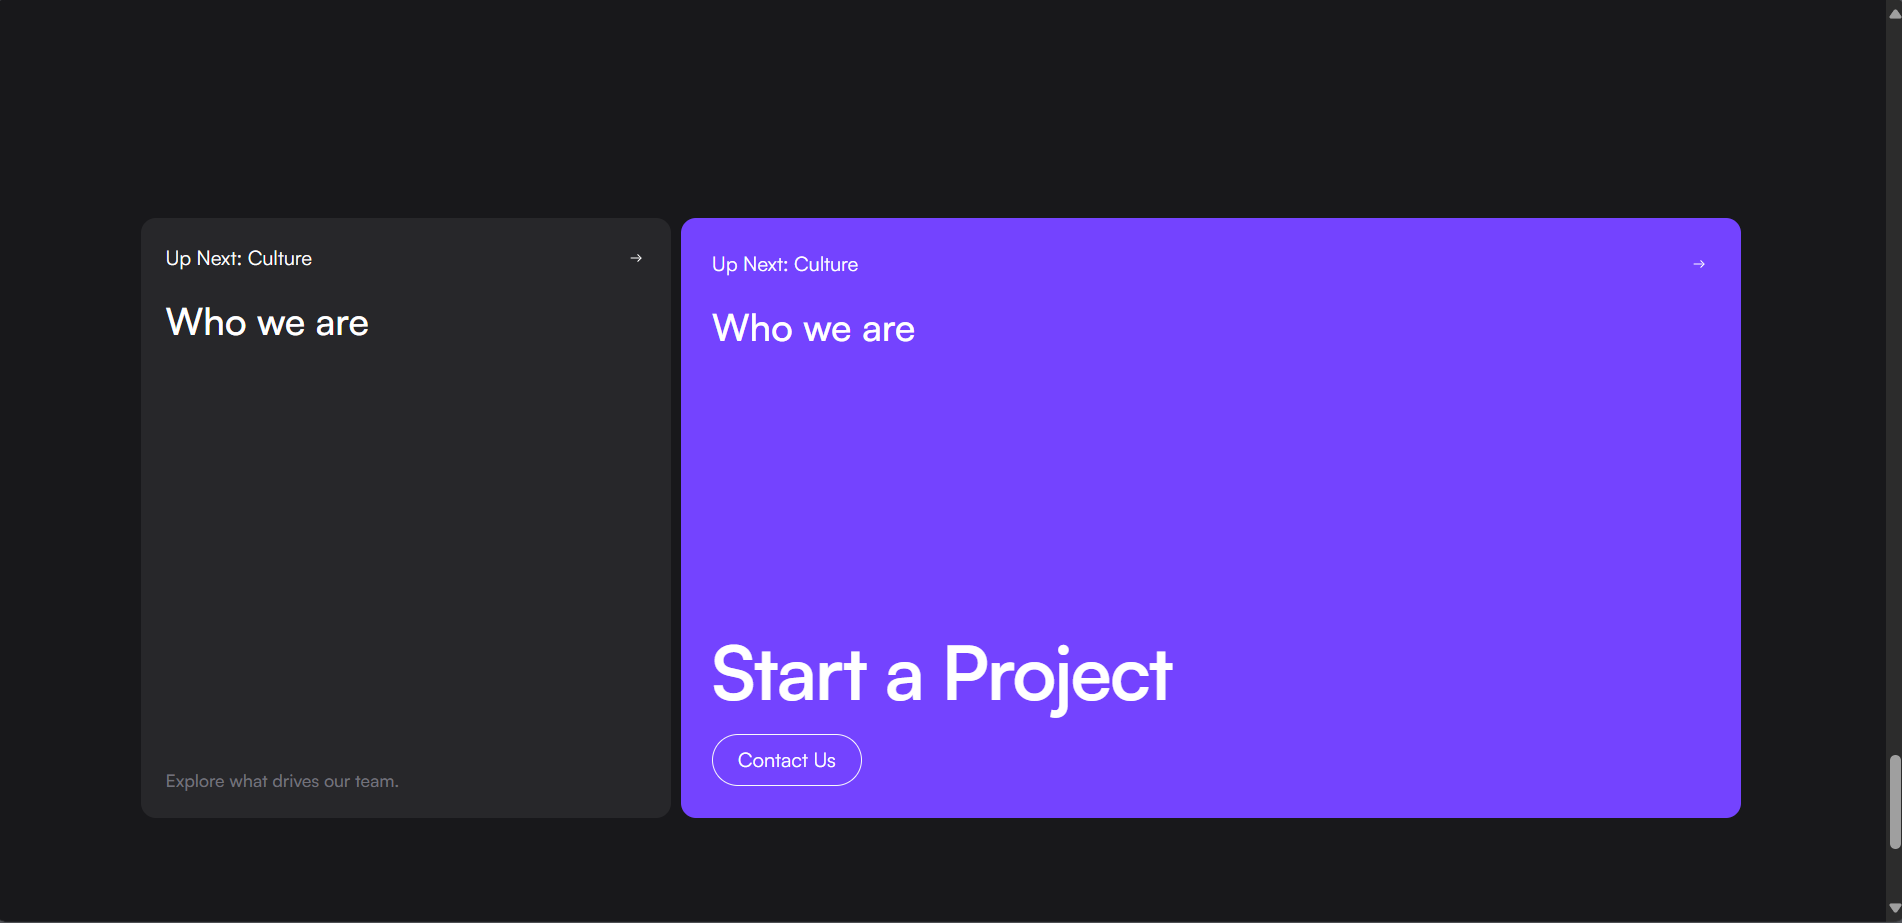 Up Next: Culture
Who we are
Explore what drives our team.
Up Next: Culture
Who we are
Start a Project
Contact Us